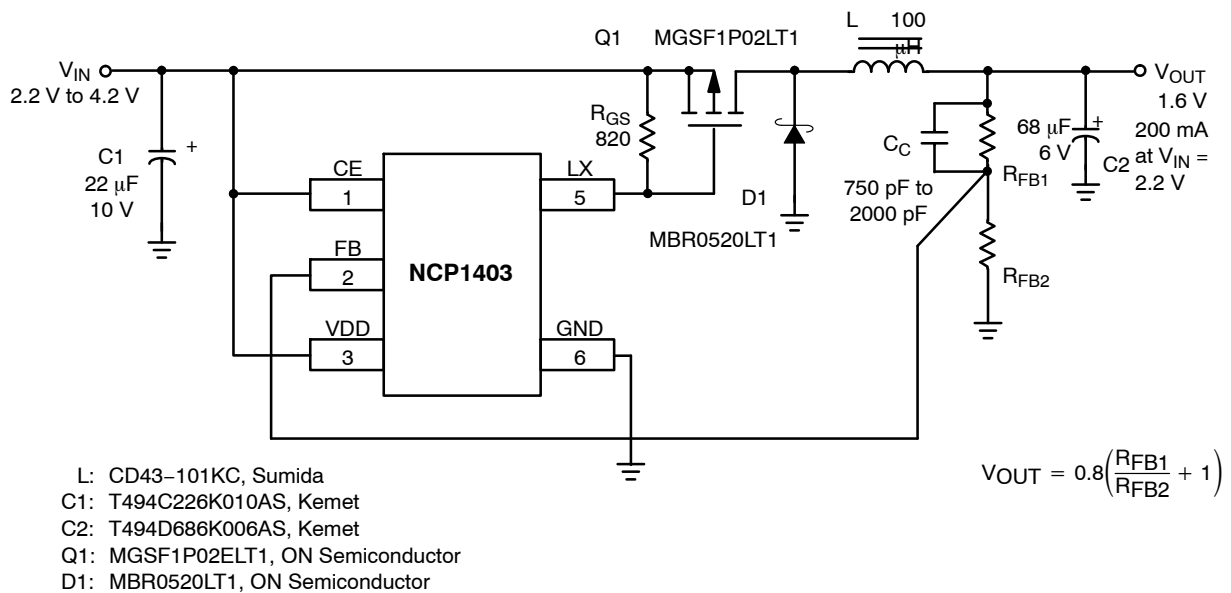 L 100
µH
Q1 MGSF1P02LT1
VIN
2.2 V to 4.2 V
VOUT
1.6 V
200 mA
at VIN =
2.2 V
RGS
820
C1
22 µF
10 V
+
CE
1
LX
5
FB
2
NCP1403
VDD
3
GND
6
D1
MBR0520LT1
CC
750 pF to
2000 pF
RFB1
RFB2
68 µF
6 V
+
C2
VOUT = 0.8(RFB1/RFB2 + 1)
L: CD43−101KC, Sumida
C1: T494C226K010AS, Kemet
C2: T494D686K006AS, Kemet
Q1: MGSF1P02ELT1, ON Semiconductor
D1: MBR0520LT1, ON Semiconductor